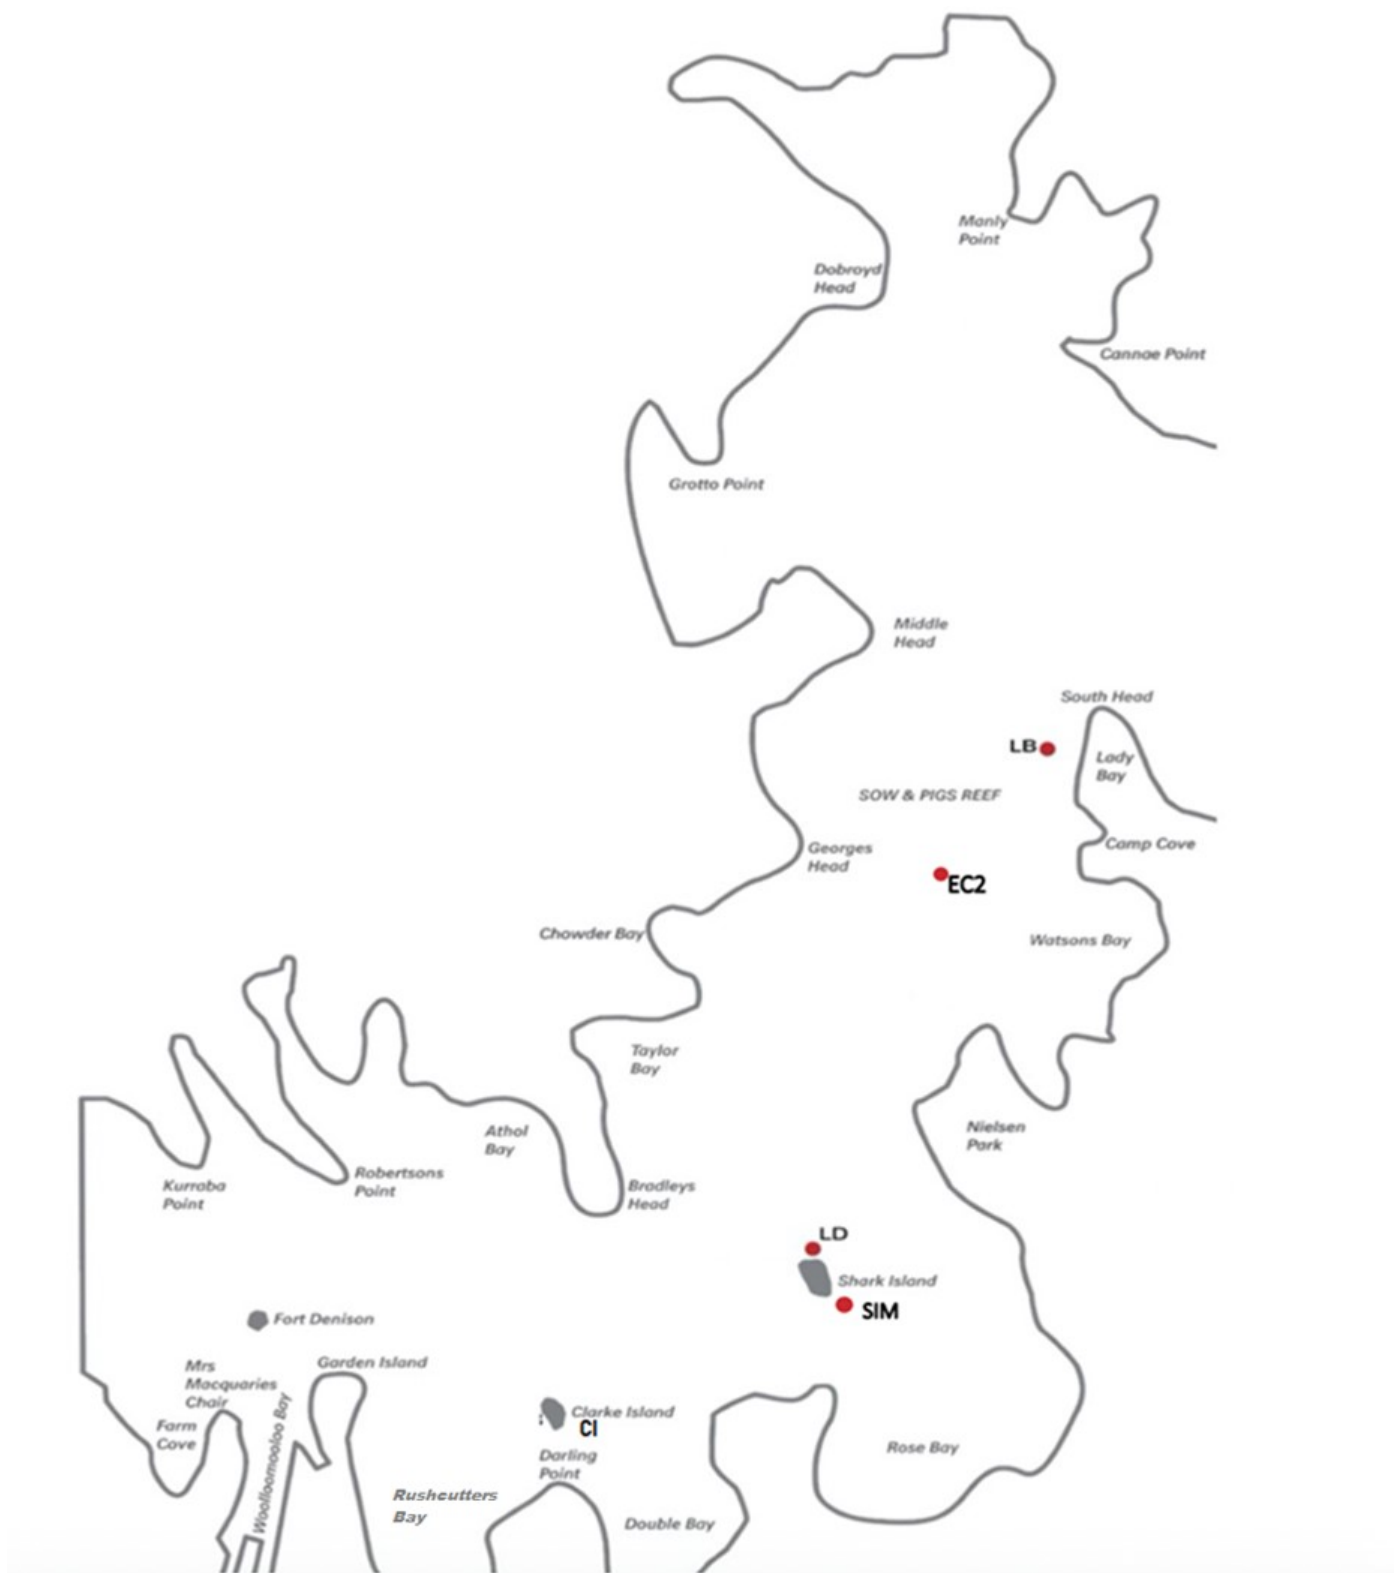 Manly
Point
Dobroyd
Head
Cannae Point
Grotto Point
Middle
Head
South Head
LB
Lady
Bay
SOW & PIGS REEF
Camp Cove
Georges
Head
EC2
Chowder Bay
Watsons Bay
Taylor
Bay
Athol
Bay
Nielsen
Park
Robertsons
Point
Kurraba
Point
Bradleys
Head
LD
Shark Island
SIM
Fort Denison
Garden Island
Mrs
Macquaries
Chair
Farm
Cove
Woolloomooloo Bay
Clarke Island
CI
Darling
Point
Rose Bay
Rushcutters
Bay
Double Bay